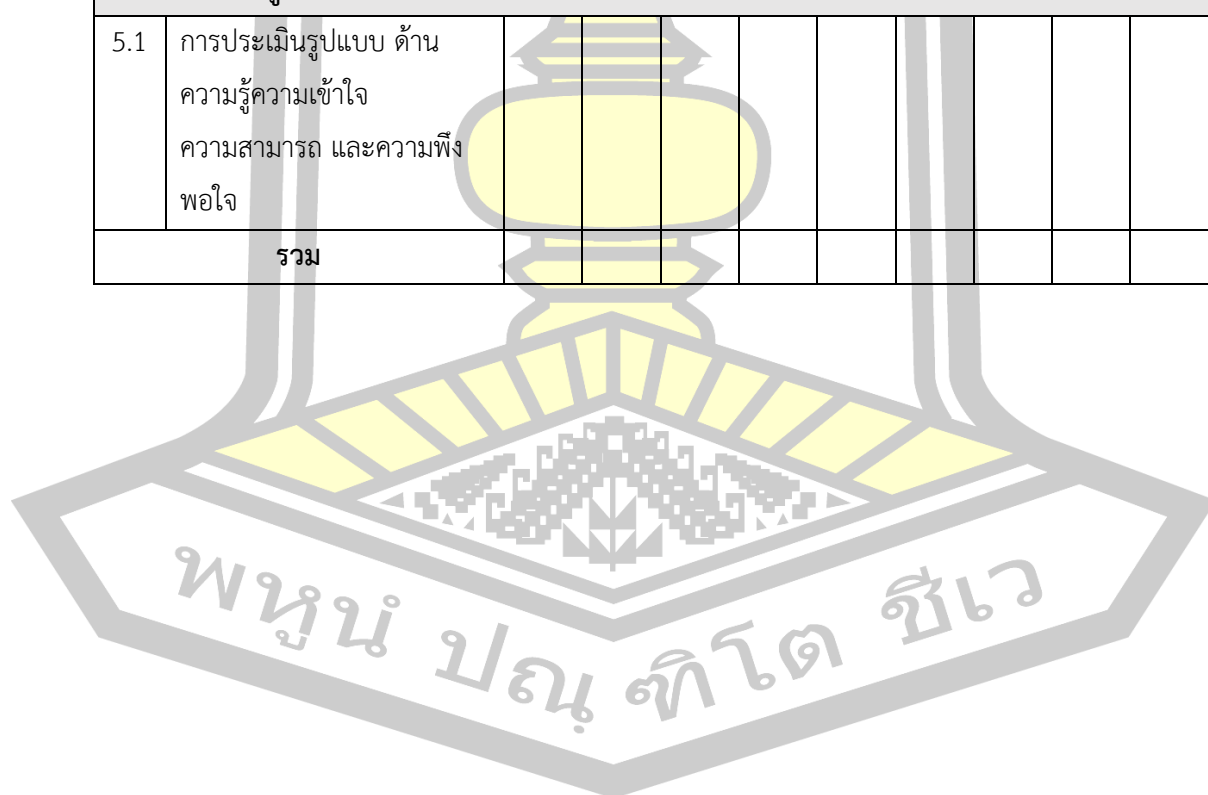 5.1 การประเมินรูปแบบ ด้าน
ความรู้ความเข้าใจ
ความสามารถ และความพึง
พอใจ
รวม
พหูนํ ปณฺฑิโต ชีเว